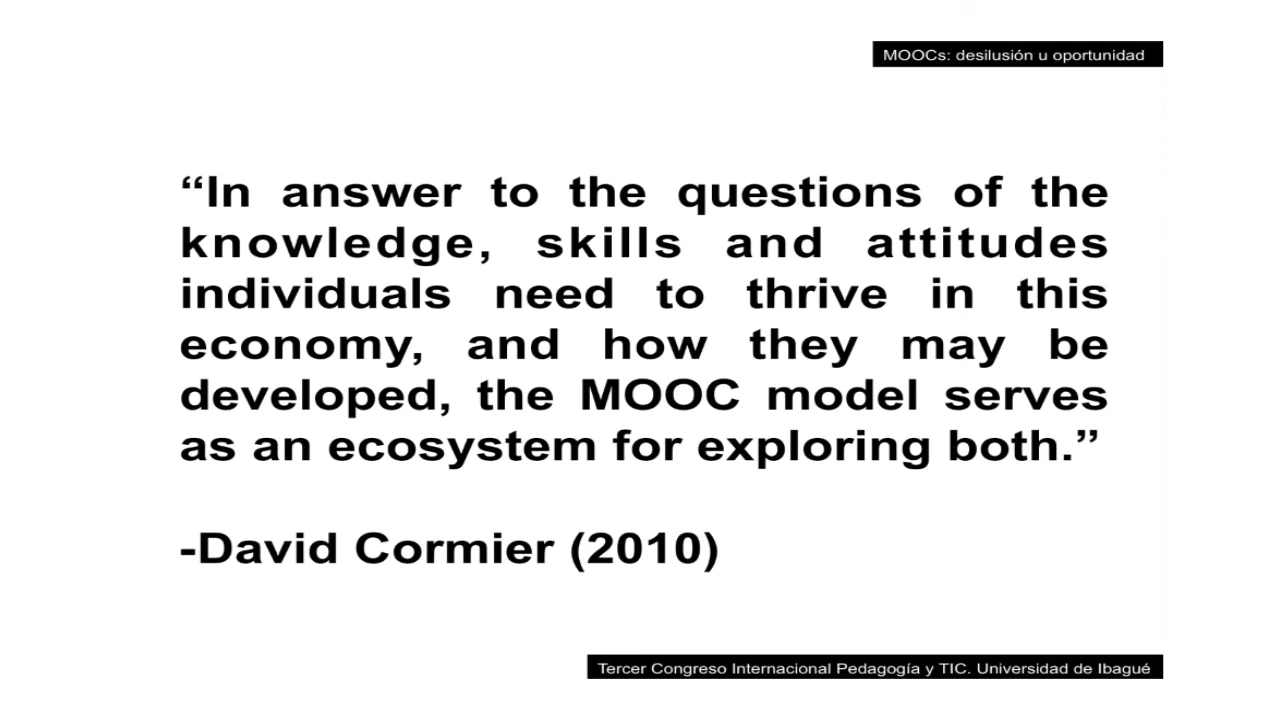 MOOCs: desilusión u oportunidad
“In answer to the questions of the
knowledge, skills and attitudes
individuals need to thrive in this
economy, and how they may be
developed, the MOOC model serves
as an ecosystem for exploring both.”
-David Cormier (2010)
Tercer Congreso Internacional Pedagogía y TIC. Universidad de Ibagué